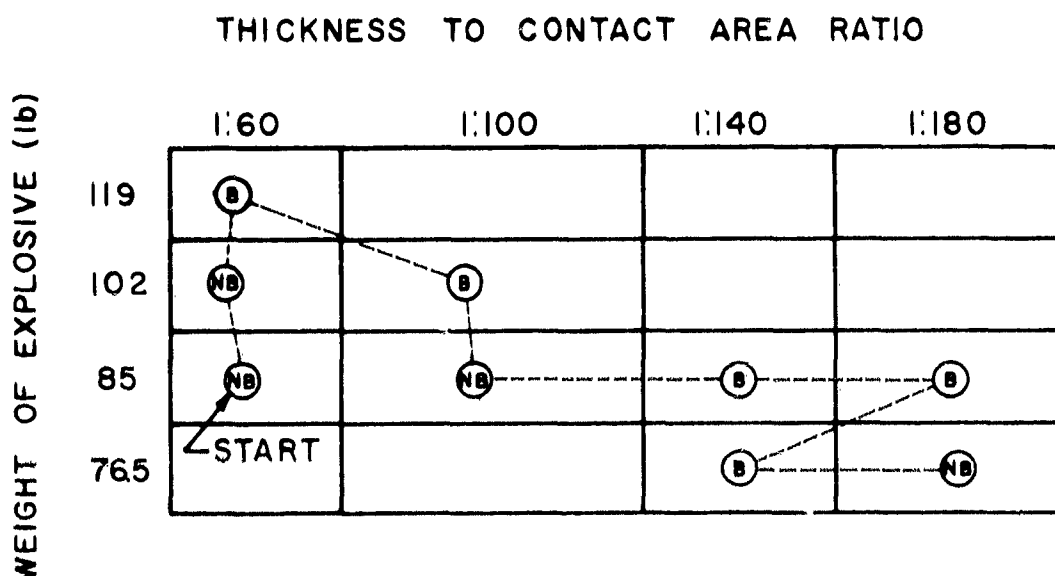 THICKNESS TO CONTACT AREA RATIO
WEIGHT OF EXPLOSIVE (lb)
1:60 1:100 1:140 1:180
119 B
102 NB B
85 NB NB B B
START
76.5 B NB